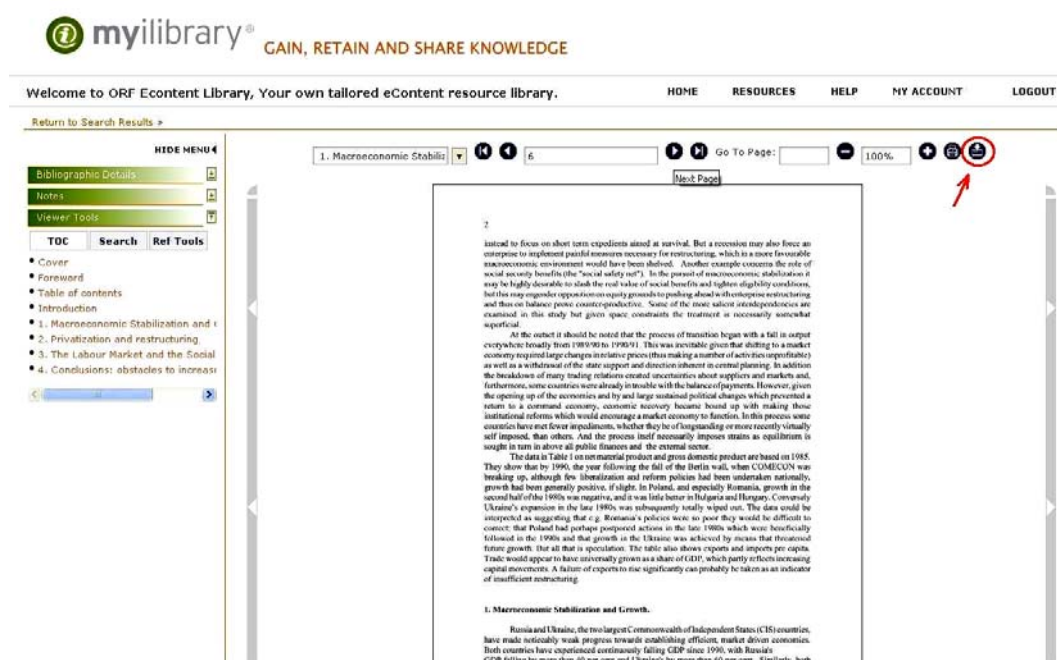 myilibrary®
GAIN, RETAIN AND SHARE KNOWLEDGE
Welcome to ORF Econtent Library, Your own tailored eContent resource library.
HOME RESOURCES HELP MY ACCOUNT LOGOUT
Return to Search Results »
HIDE MENU
1. Macroeconomic Stabiliz
6
Go To Page:
100%
Next Page
Bibliographic Details
Notes
Viewer Tools
TOC Search Ref Tools
Cover
Foreword
Table of contents
Introduction
1. Macroeconomic Stabilization and
2. Privatization and restructuring
3. The Labour Market and the Social
4. Conclusions: obstacles to increas
2
instead to focus on short term expedients aimed at survival. But a recession may also force an
enterprise to implement painful measures necessary for restructuring, which in a more favourable
macroeconomic environment would have been shelved. Another example concerns the role of
social security benefits (the "social safety net"). In the pursuit of macroeconomic stabilization it
may be highly desirable to slash the real value of social benefits and tighten eligibility conditions,
but this may engender opposition on equity grounds to pushing ahead with enterprise restructuring
and thus on balance prove counter-productive. Some of the more salient interdependencies are
examined in this study but given space constraints the treatment is necessarily somewhat
superficial.
At the outset it should be noted that the process of transition began with a fall in output
everywhere broadly from 1989/90 to 1990/91. This was inevitable given that shifting to a market
economy required large changes in relative prices (thus making a number of activities unprofitable)
as well as a withdrawal of the state support and direction inherent in central planning. In addition
the breakdown of many trading relations created uncertainties about suppliers and markets and,
furthermore, some countries were already in trouble with the balance of payments. However, given
the opening up of the economies and by and large sustained political changes which prevented a
return to a command economy, economic recovery became bound up with making those
institutional reforms which would encourage a market economy to function. In this process some
countries have met fewer impediments, whether they be of longstanding or more recently virtually
self imposed, than others. And the process itself necessarily imposes strains as equilibrium is
sought in turn in above all public finances and the external sector.
The data in Table 1 on net material product and gross domestic product are based on 1985.
They show that by 1990, the year following the fall of the Berlin wall, when COMECON was
breaking up, although few liberalization and reform policies had been undertaken nationally,
growth had been generally positive, if slight. In Poland, and especially Romania, growth in the
second half of the 1980s was negative, and it was little better in Bulgaria and Hungary. Conversely
Ukraine's expansion in the late 1980s was subsequently totally wiped out. The data could be
interpreted as suggesting that e.g. Romania's policies were so poor they would be difficult to
correct; that Poland had perhaps postponed actions in the late 1980s which were beneficially
followed in the 1990s and that growth in the Ukraine was achieved by means that threatened
future growth. But all that is speculation. The table also shows exports and imports per capita.
Trade would appear to have universally grown as a share of GDP, which partly reflects increasing
capital movements. A failure of exports to rise significantly can probably be taken as an indicator
of insufficient restructuring.
1. Macroeconomic Stabilization and Growth.
Russia and Ukraine, the two largest Commonwealth of Independent States (CIS) countries,
have made noticeably weak progress towards establishing efficient, market driven economies.
Both countries have experienced continuously falling GDP since 1990, with Russia's
GDP falling by more than 40 per cent and Ukraine's by more than 60 per cent. Similarly, both